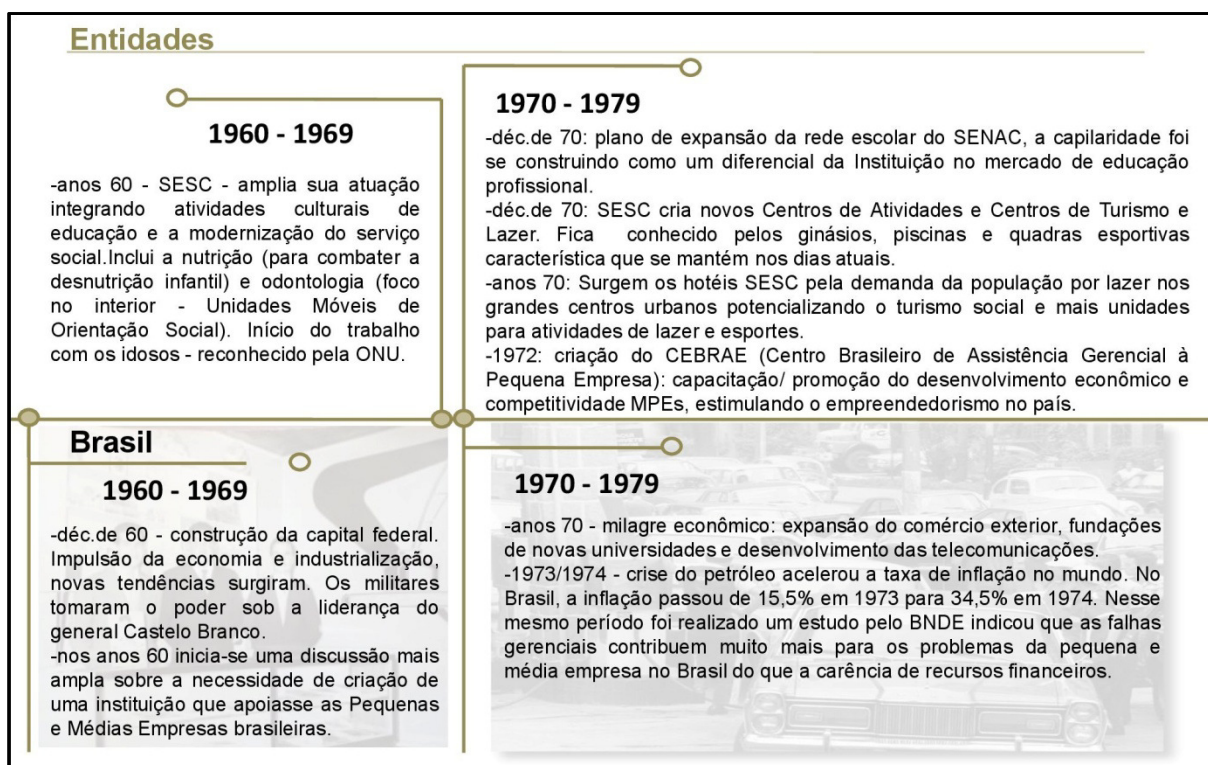 Entidades
1960 - 1969
-anos 60 - SESC - amplia sua atuação
integrando atividades culturais de
educação e a modernização do serviço
social.Inclui a nutrição (para combater a
desnutrição infantil) e odontologia (foco
no interior - Unidades Móveis de
Orientação Social). Início do trabalho
com os idosos - reconhecido pela ONU.
1970 - 1979
-déc.de 70: plano de expansão da rede escolar do SENAC, a capilaridade foi
se construindo como um diferencial da Instituição no mercado de educação
profissional.
-déc.de 70: SESC cria novos Centros de Atividades e Centros de Turismo e
Lazer. Fica conhecido pelos ginásios, piscinas e quadras esportivas
característica que se mantém nos dias atuais.
-anos 70: Surgem os hotéis SESC pela demanda da população por lazer nos
grandes centros urbanos potencializando o turismo social e mais unidades
para atividades de lazer e esportes.
-1972: criação do CEBRAE (Centro Brasileiro de Assistência Gerencial à
Pequena Empresa): capacitação/ promoção do desenvolvimento econômico e
competitividade MPEs, estimulando o empreendedorismo no país.
Brasil
1960 - 1969
-déc.de 60 - construção da capital federal.
Impulsão da economia e industrialização,
novas tendências surgiram. Os militares
tomaram o poder sob a liderança do
general Castelo Branco.
-nos anos 60 inicia-se uma discussão mais
ampla sobre a necessidade de criação de
uma instituição que apoiasse as Pequenas
e Médias Empresas brasileiras.
1970 - 1979
-anos 70 - milagre econômico: expansão do comércio exterior, fundações
de novas universidades e desenvolvimento das telecomunicações.
-1973/1974 - crise do petróleo acelerou a taxa de inflação no mundo. No
Brasil, a inflação passou de 15,5% em 1973 para 34,5% em 1974. Nesse
mesmo período foi realizado um estudo pelo BNDE indicou que as falhas
gerenciais contribuem muito mais para os problemas da pequena e
média empresa no Brasil do que a carência de recursos financeiros.